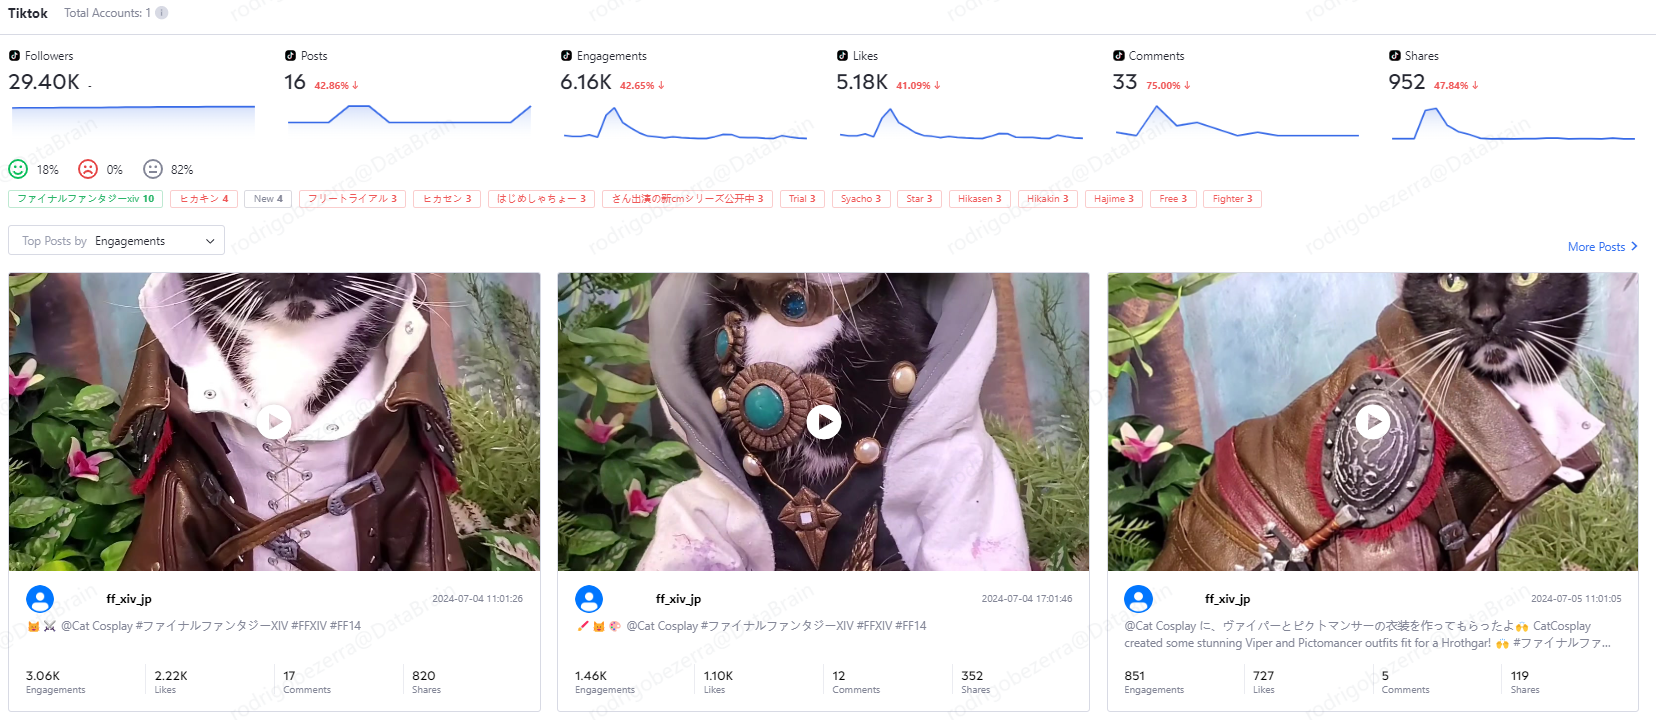 Tiktok Total Accounts: 1
Followers Posts Engagements Likes Comments Shares
29.40K - 16 42.86% ↓ 6.16K 42.65% ↓ 5.18K 41.09% ↓ 33 75.00% ↓ 952 47.84% ↓
18% 0% 82%
ファイナルファンタジーxiv 10 ヒカキン 4 New 4 フリートライアル 3 ヒカセン 3 はじめしゃちょー 3 さん出演の新cmシリーズ公開中 3 Trial 3 Syacho 3 Star 3 Hikasen 3 Hikakin 3 Hajime 3 Free 3 Fighter 3
Top Posts by Engagements
More Posts >
ff_xiv_jp 2024-07-04 11:01:26
🐱⚔️ @Cat Cosplay #ファイナルファンタジーXIV #FFXIV #FF14
3.06K 2.22K 17 820
Engagements Likes Comments Shares
ff_xiv_jp 2024-07-04 17:01:46
🖌️🐱🎨 @Cat Cosplay #ファイナルファンタジーXIV #FFXIV #FF14
1.46K 1.10K 12 352
Engagements Likes Comments Shares
ff_xiv_jp 2024-07-05 11:01:05
@Cat Cosplay に、ヴァイパーとピクトマンサーの衣装を作ってもらったよ🙌 CatCosplay
created some stunning Viper and Pictomancer outfits fit for a Hrothgar! 🙌 #ファイナルファ...
851 727 5 119
Engagements Likes Comments Shares
rodrigobezerra@DataBrain